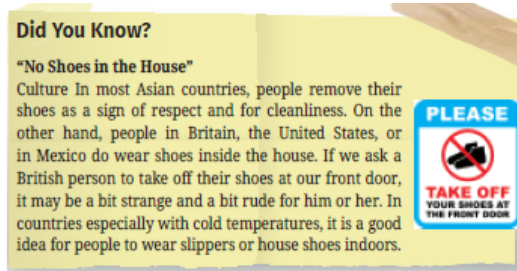 Did You Know?
“No Shoes in the House”
Culture In most Asian countries, people remove their
shoes as a sign of respect and for cleanliness. On the
other hand, people in Britain, the United States, or
in Mexico do wear shoes inside the house. If we ask a
British person to take off their shoes at our front door,
it may be a bit strange and a bit rude for him or her. In
countries especially with cold temperatures, it is a good
idea for people to wear slippers or house shoes indoors.
PLEASE
TAKE OFF
YOUR SHOES AT
THE FRONT DOOR